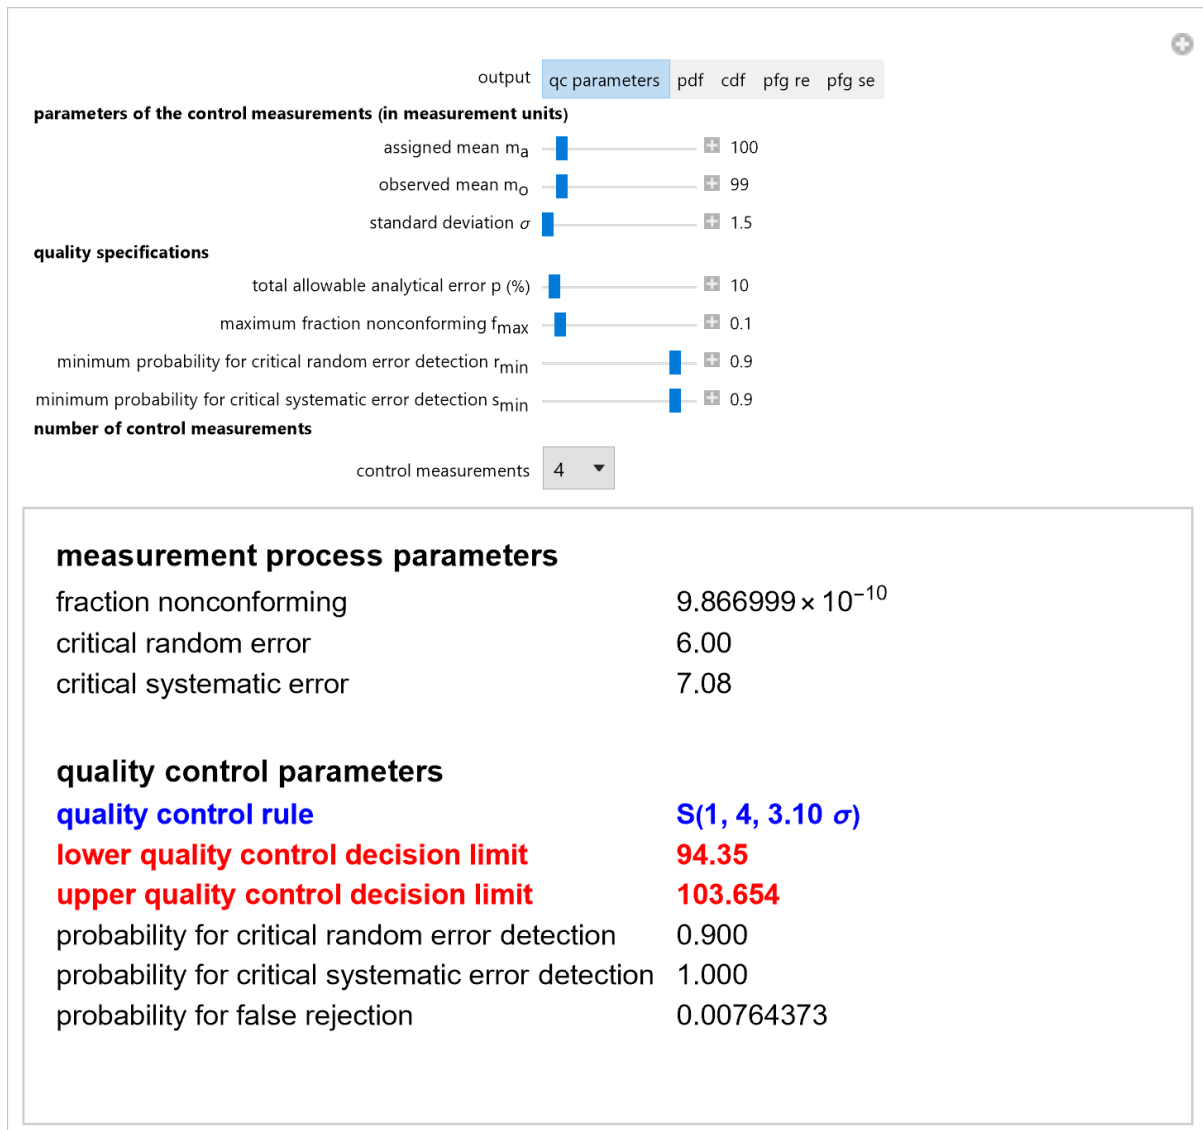 output qc parameters pdf cdf pfg re pfg se
parameters of the control measurements (in measurement units)
assigned mean mₐ 100
observed mean mₒ 99
standard deviation σ 1.5
quality specifications
total allowable analytical error p (%) 10
maximum fraction nonconforming fmax 0.1
minimum probability for critical random error detection rmin 0.9
minimum probability for critical systematic error detection smin 0.9
number of control measurements
control measurements 4
measurement process parameters
fraction nonconforming 9.866999 × 10⁻¹⁰
critical random error 6.00
critical systematic error 7.08
quality control parameters
quality control rule S(1, 4, 3.10 σ)
lower quality control decision limit 94.35
upper quality control decision limit 103.654
probability for critical random error detection 0.900
probability for critical systematic error detection 1.000
probability for false rejection 0.00764373